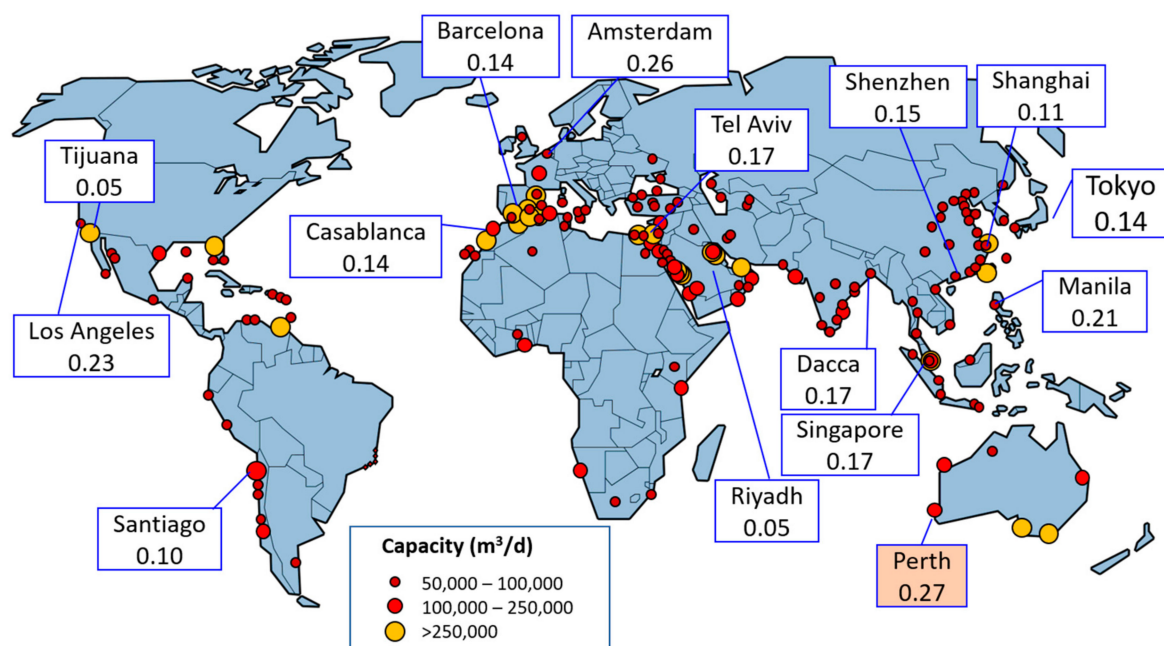 Barcelona
0.14
Amsterdam
0.26
Shenzhen
0.15
Shanghai
0.11
Tel Aviv
0.17
Tijuana
0.05
Tokyo
0.14
Casablanca
0.14
Manila
0.21
Los Angeles
0.23
Dacca
0.17
Singapore
0.17
Riyadh
0.05
Santiago
0.10
Perth
0.27
Capacity (m³/d)
50,000 – 100,000
100,000 – 250,000
>250,000